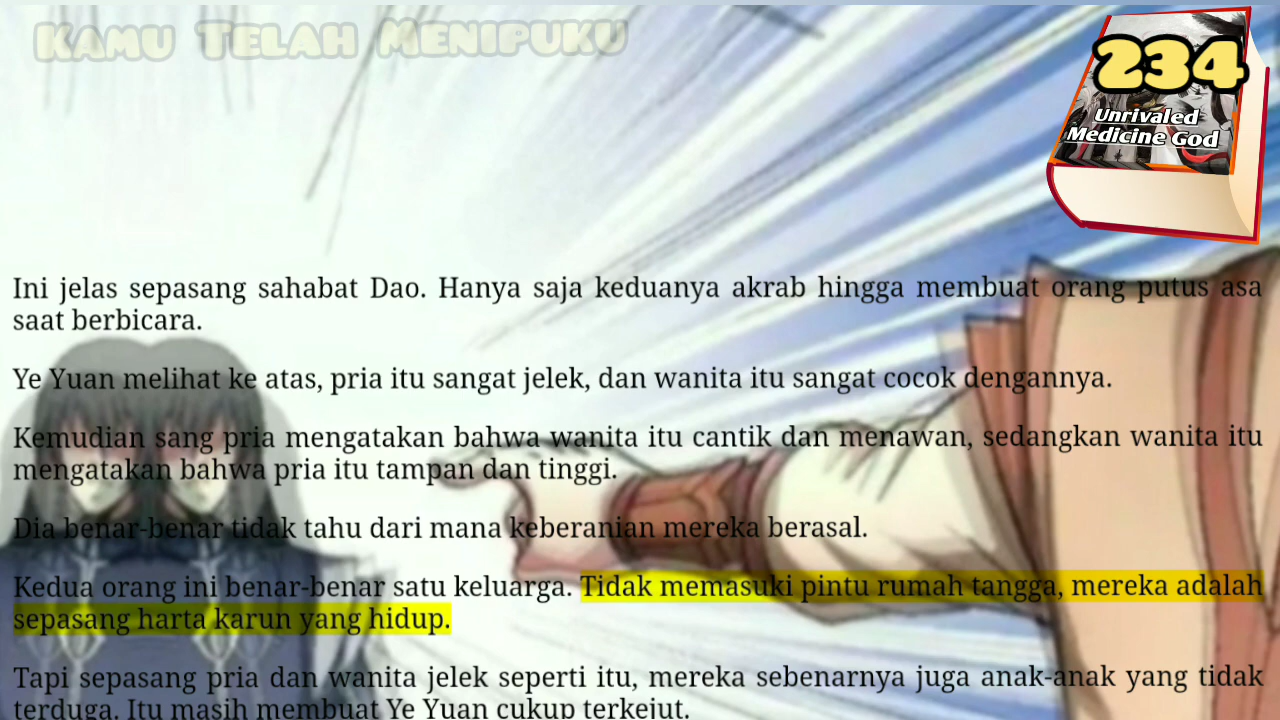 Kamu Telah Menipuku
234
Unrivaled
Medicine God
Ini jelas sepasang sahabat Dao. Hanya saja keduanya akrab hingga membuat orang putus asa
saat berbicara.
Ye Yuan melihat ke atas, pria itu sangat jelek, dan wanita itu sangat cocok dengannya.
Kemudian sang pria mengatakan bahwa wanita itu cantik dan menawan, sedangkan wanita itu
mengatakan bahwa pria itu tampan dan tinggi.
Dia benar-benar tidak tahu dari mana keberanian mereka berasal.
Kedua orang ini benar-benar satu keluarga. Tidak memasuki pintu rumah tangga, mereka adalah
sepasang harta karun yang hidup.
Tapi sepasang pria dan wanita jelek seperti itu, mereka sebenarnya juga anak-anak yang tidak
terduga. Itu masih membuat Ye Yuan cukup terkejut.